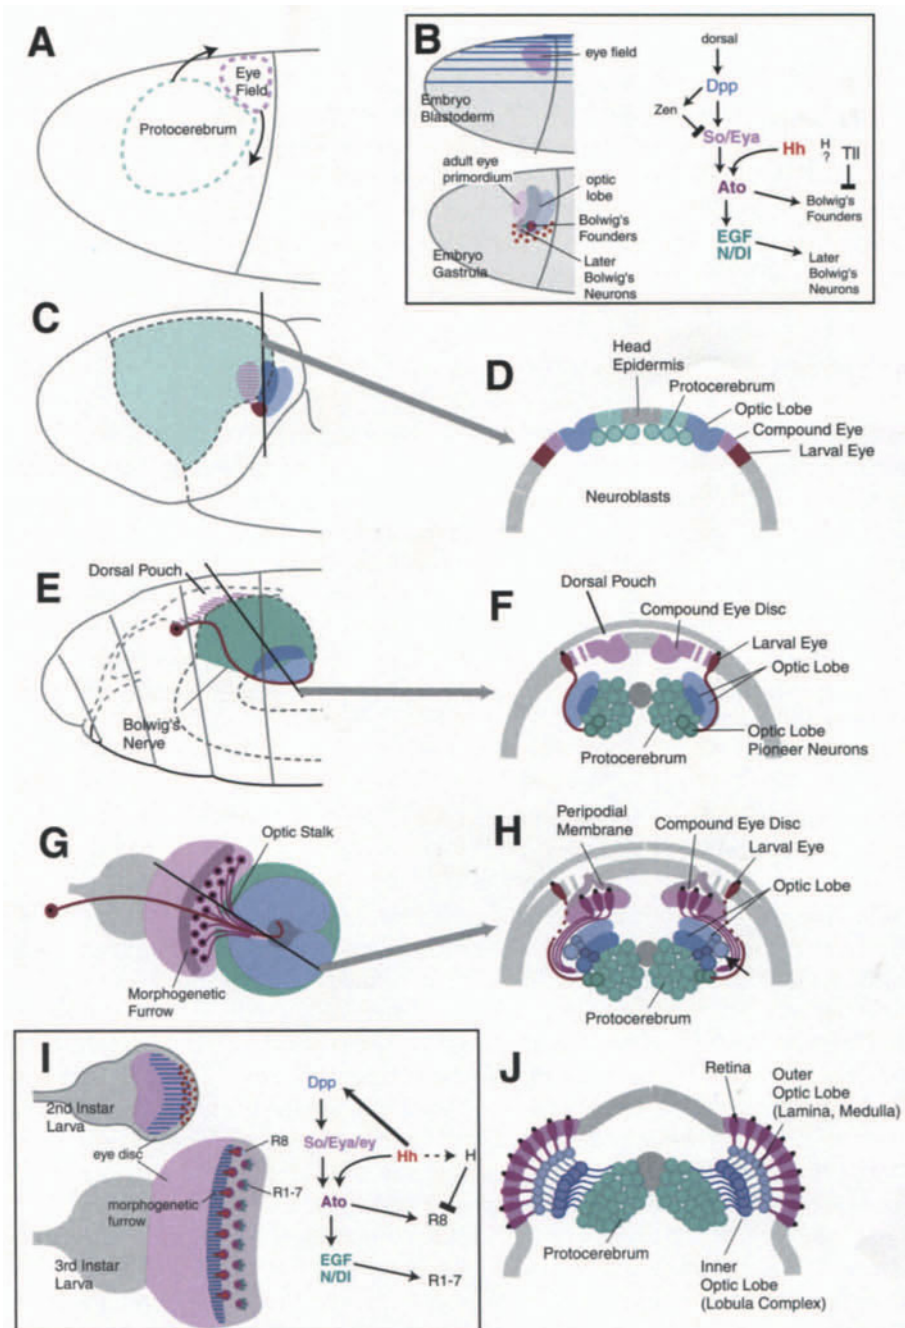 A
Eye
Field
Protocerebrum
B
eye field
Embryo
Blastoderm
adult eye
primordium
optic
lobe
Bolwig's
Founders
Later
Bolwig's
Neurons
Embryo
Gastrula
dorsal
Dpp
Zen
So/Eya
Hh
H
?
Tll
Ato
Bolwig's
Founders
EGF
N/Dl
Later
Bolwig's
Neurons
C
D
Head
Epidermis
Protocerebrum
Optic Lobe
Compound Eye
Larval Eye
Neuroblasts
E
Dorsal Pouch
Bolwig's
Nerve
F
Dorsal Pouch
Compound Eye Disc
Larval Eye
Optic Lobe
Optic Lobe
Pioneer Neurons
Protocerebrum
G
Optic Stalk
Morphogenetic
Furrow
H
Peripodial
Membrane
Compound Eye Disc
Larval Eye
Optic Lobe
Protocerebrum
I
2nd Instar
Larva
eye disc
R8
R1-7
morphogenetic
furrow
3rd Instar
Larva
Dpp
So/Eya/ey
Hh
H
Ato
R8
EGF
N/Dl
R1-7
J
Retina
Outer
Optic Lobe
(Lamina, Medulla)
Protocerebrum
Inner
Optic Lobe
(Lobula Complex)